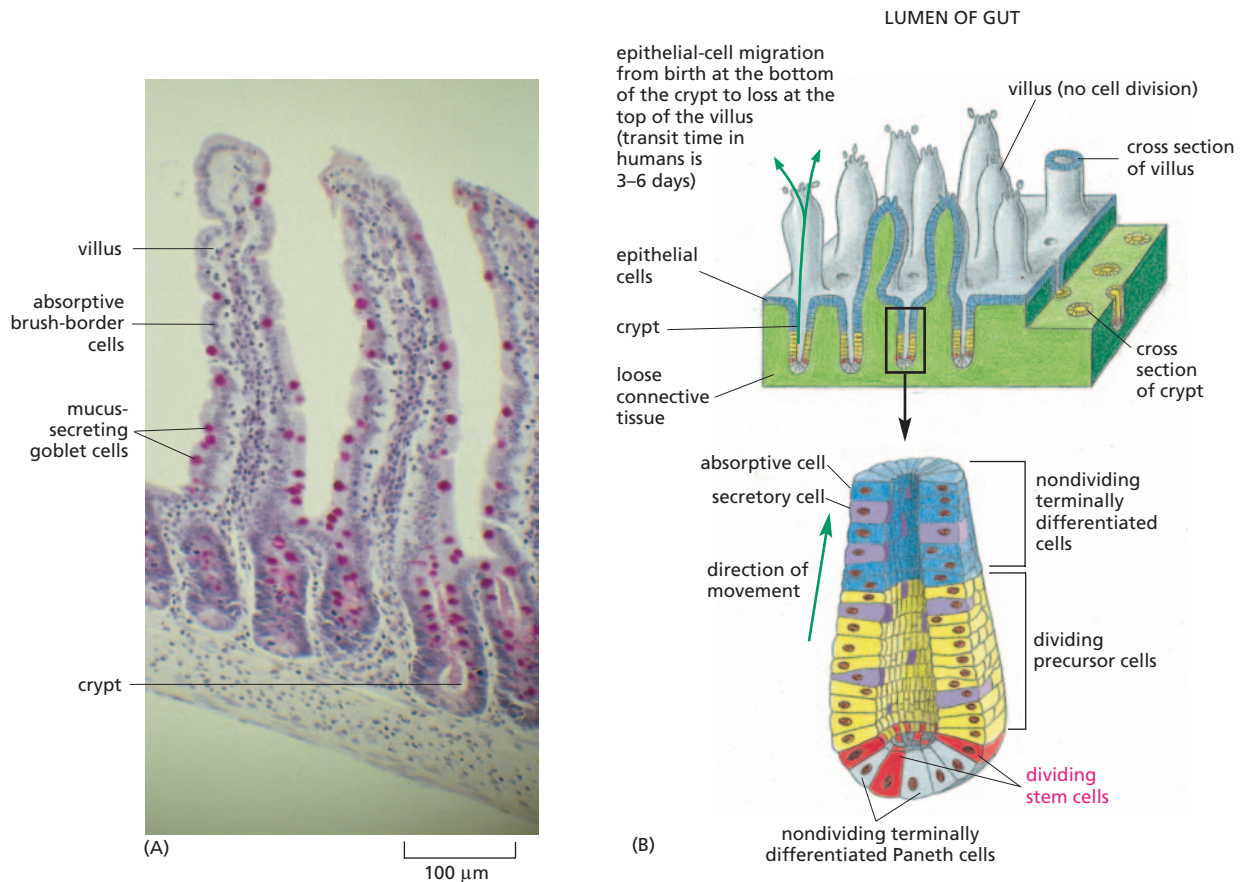 villus
absorptive
brush-border
cells
mucus-
secreting
goblet cells
crypt
(A)
100 μm
LUMEN OF GUT
epithelial-cell migration
from birth at the bottom
of the crypt to loss at the
top of the villus
(transit time in
humans is
3–6 days)
villus (no cell division)
cross section
of villus
epithelial
cells
crypt
loose
connective
tissue
cross
section
of crypt
absorptive cell
secretory cell
direction of
movement
nondividing
terminally
differentiated
cells
dividing
precursor cells
dividing
stem cells
nondividing terminally
differentiated Paneth cells
(B)